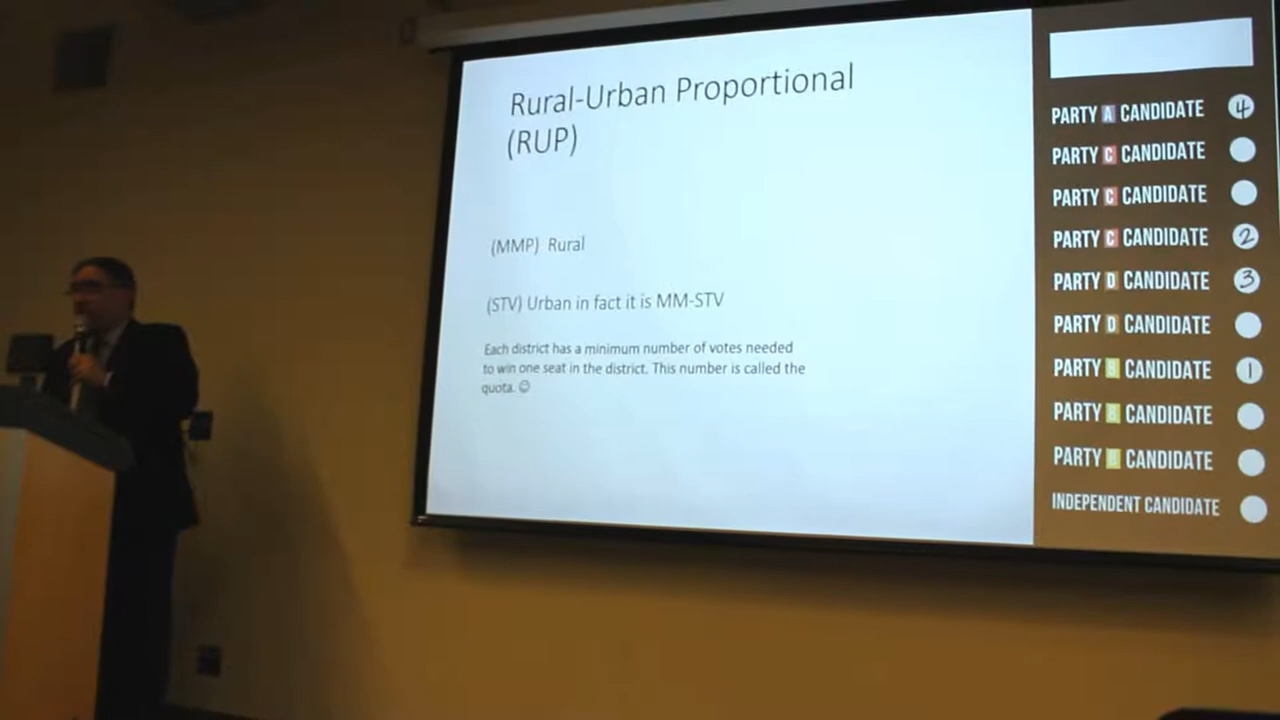 Rural-Urban Proportional
(RUP)
(MMP) Rural
(STV) Urban in fact it is MM-STV
Each district has a minimum number of votes needed
to win one seat in the district. This number is called the
quota. ☺
PARTY A CANDIDATE 4
PARTY C CANDIDATE
PARTY C CANDIDATE
PARTY C CANDIDATE 2
PARTY D CANDIDATE 3
PARTY D CANDIDATE
PARTY B CANDIDATE 1
PARTY B CANDIDATE
PARTY B CANDIDATE
INDEPENDENT CANDIDATE